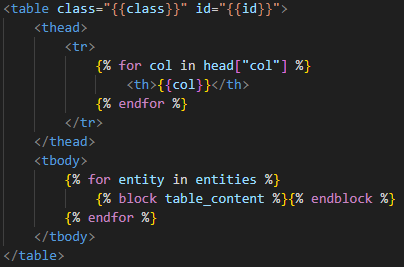 <table class="{{class}}" id="{{id}}">
<thead>
<tr>
{% for col in head["col"] %}
<th>{{col}}</th>
{% endfor %}
</tr>
</thead>
<tbody>
{% for entity in entities %}
{% block table_content %}{% endblock %}
{% endfor %}
</tbody>
</table>